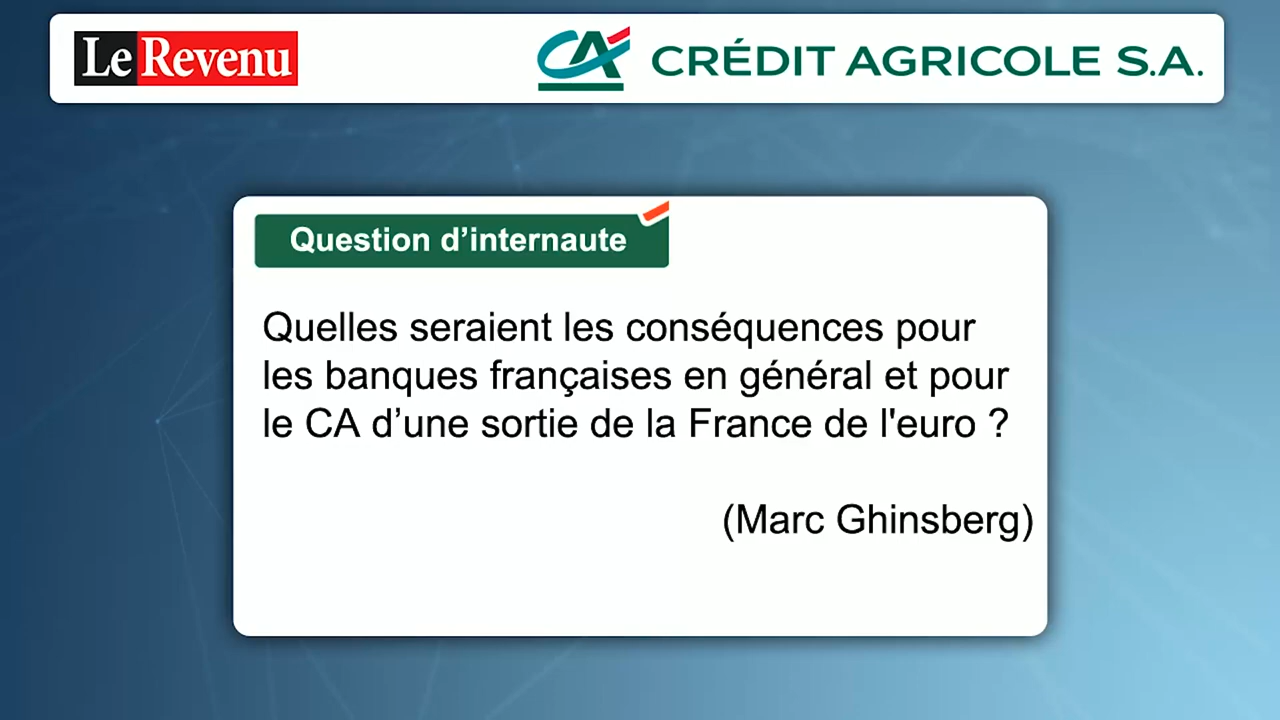 Le Revenu
CRÉDIT AGRICOLE S.A.
Question d’internaute
Quelles seraient les conséquences pour
les banques françaises en général et pour
le CA d’une sortie de la France de l'euro ?
(Marc Ghinsberg)